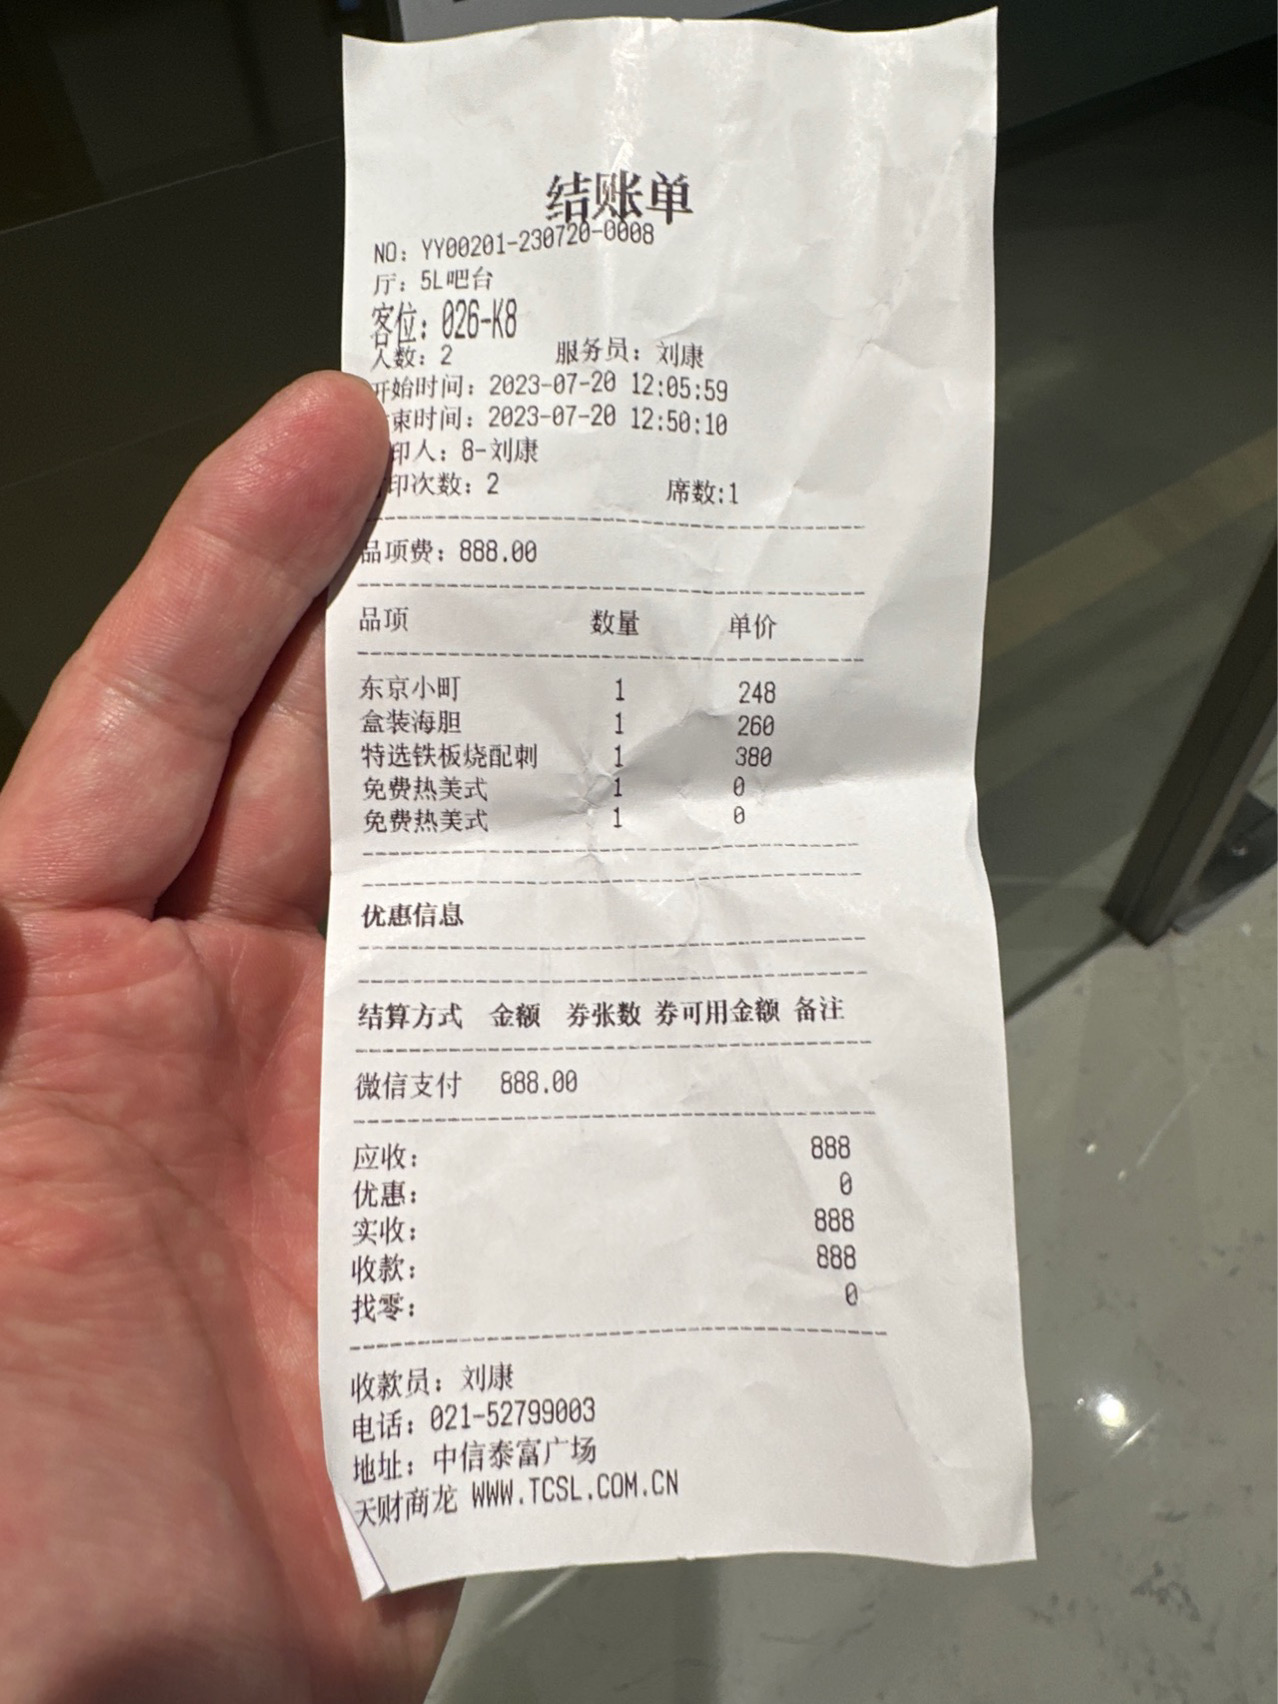 结账单
NO: YY00201-230720-0008
厅: 5L吧台
客位: 026-K8
人数: 2 服务员: 刘康
开始时间: 2023-07-20 12:05:59
束时间: 2023-07-20 12:50:10
印人: 8-刘康
印次数: 2 席数:1
品项费: 888.00
品项 数量 单价
东京小町 1 248
盒装海胆 1 260
特选铁板烧配刺 1 380
免费热美式 1 0
免费热美式 1 0
优惠信息
结算方式 金额 券张数 券可用金额 备注
微信支付 888.00
应收: 888
优惠: 0
实收: 888
收款: 888
找零: 0
收款员: 刘康
电话: 021-52799003
地址: 中信泰富广场
天财商龙 WWW.TCSL.COM.CN